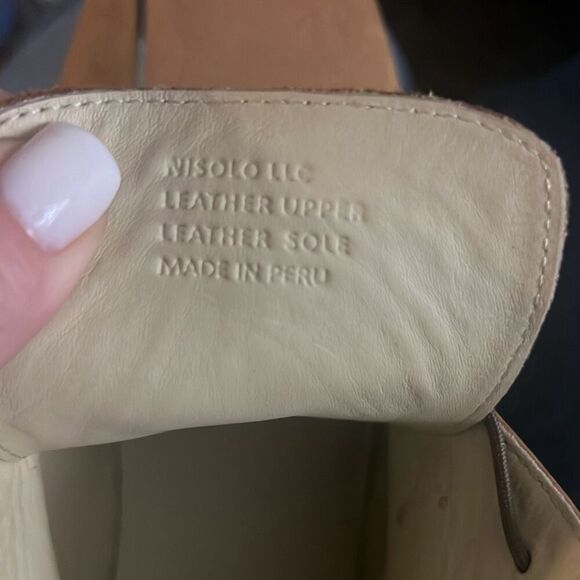 NISOLO LLC
LEATHER UPPER
LEATHER SOLE
MADE IN PERU